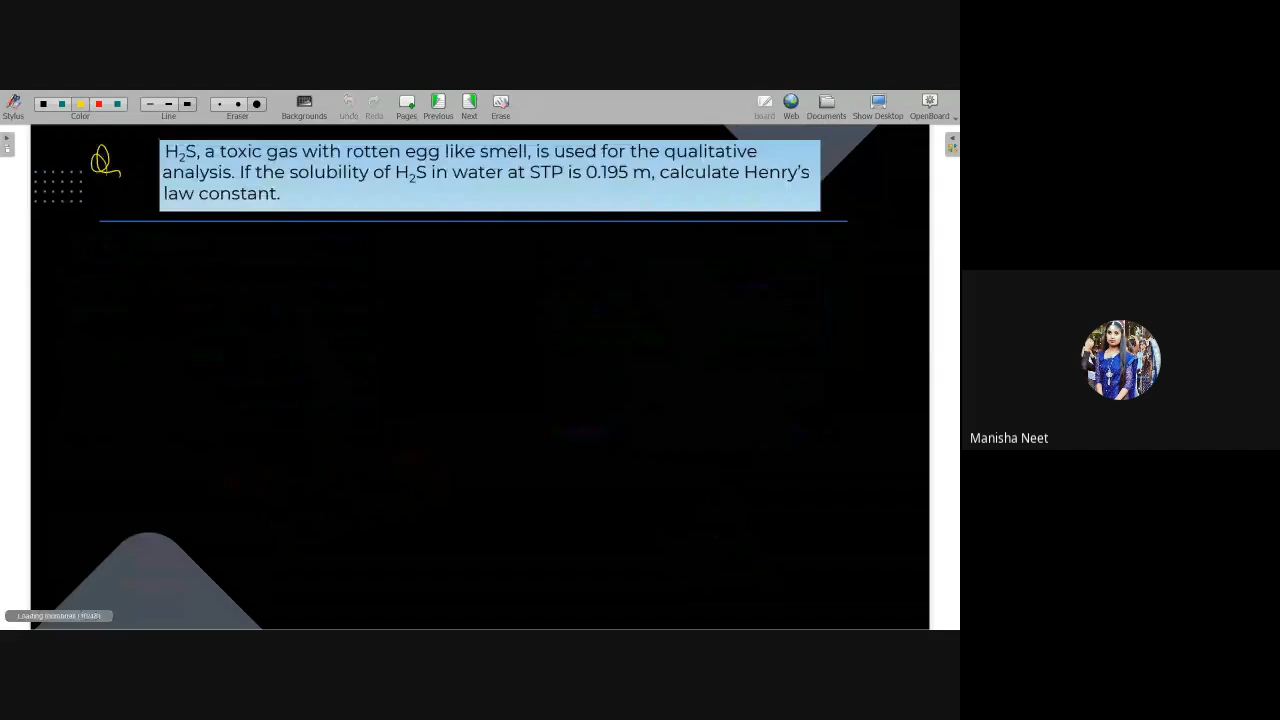 Stylus
Color
Line
Eraser
Backgrounds
Undo
Redo
Pages
Previous
Next
Erase
Board
Web
Documents
Show Desktop
OpenBoard
Q
H₂S, a toxic gas with rotten egg like smell, is used for the qualitative
analysis. If the solubility of H₂S in water at STP is 0.195 m, calculate Henry's
law constant.
Manisha Neet
Loading thumbnail